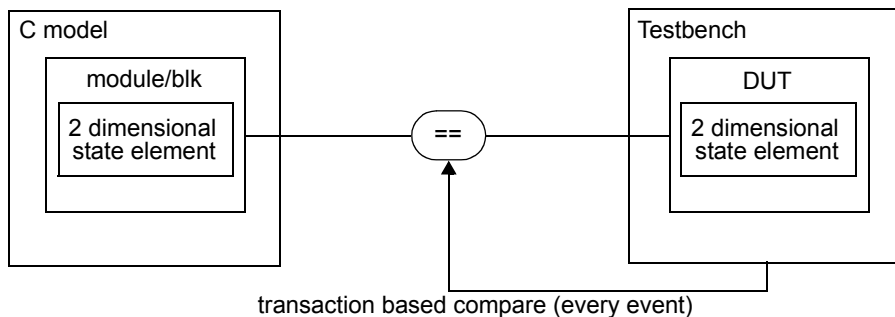 C model
module/blk
2 dimensional
state element
==
Testbench
DUT
2 dimensional
state element
transaction based compare (every event)